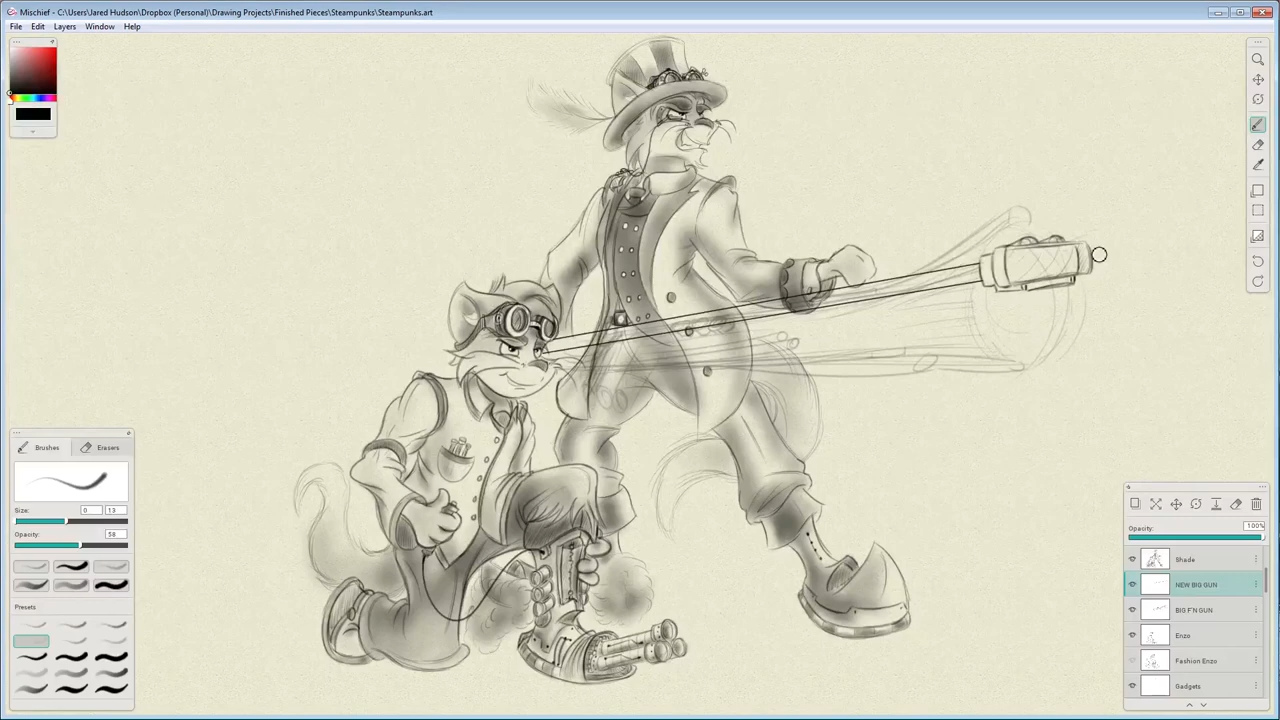 Mischief - C:\Users\Jared Hudson\Dropbox (Personal)\Drawing Projects\Finished Pieces\Steampunks\Steampunks.art
File Edit Layers Window Help
Brushes Erasers
Size: 0 13
Opacity: 58
Presets
Opacity: 100%
Shade
NEW BIG GUN
BIG F'N GUN
Enzo
Fashion Enzo
Gadgets